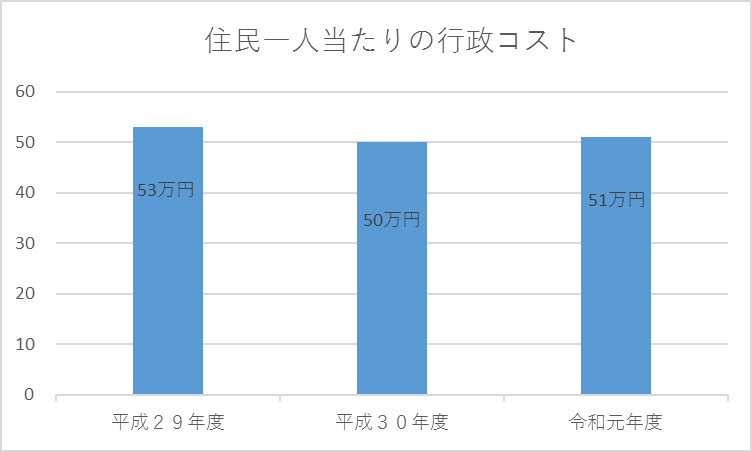 住民一人当たりの行政コスト
60
50
40
30
20
10
0
53万円
50万円
51万円
平成２９年度
平成３０年度
令和元年度